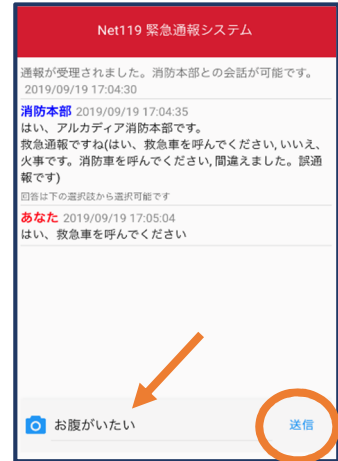 Net119 緊急通報システム
通報が受理されました。消防本部との会話が可能です。
2019/09/19 17:04:30
消防本部 2019/09/19 17:04:35
はい、アルカディア消防本部です。
救急通報ですね(はい、救急車を呼んでください, いいえ、
火事です。消防車を呼んでください, 間違えました。誤通
報です)
回答は下の選択肢から選択可能です
あなた 2019/09/19 17:05:04
はい、救急車を呼んでください
お腹がいたい 送信